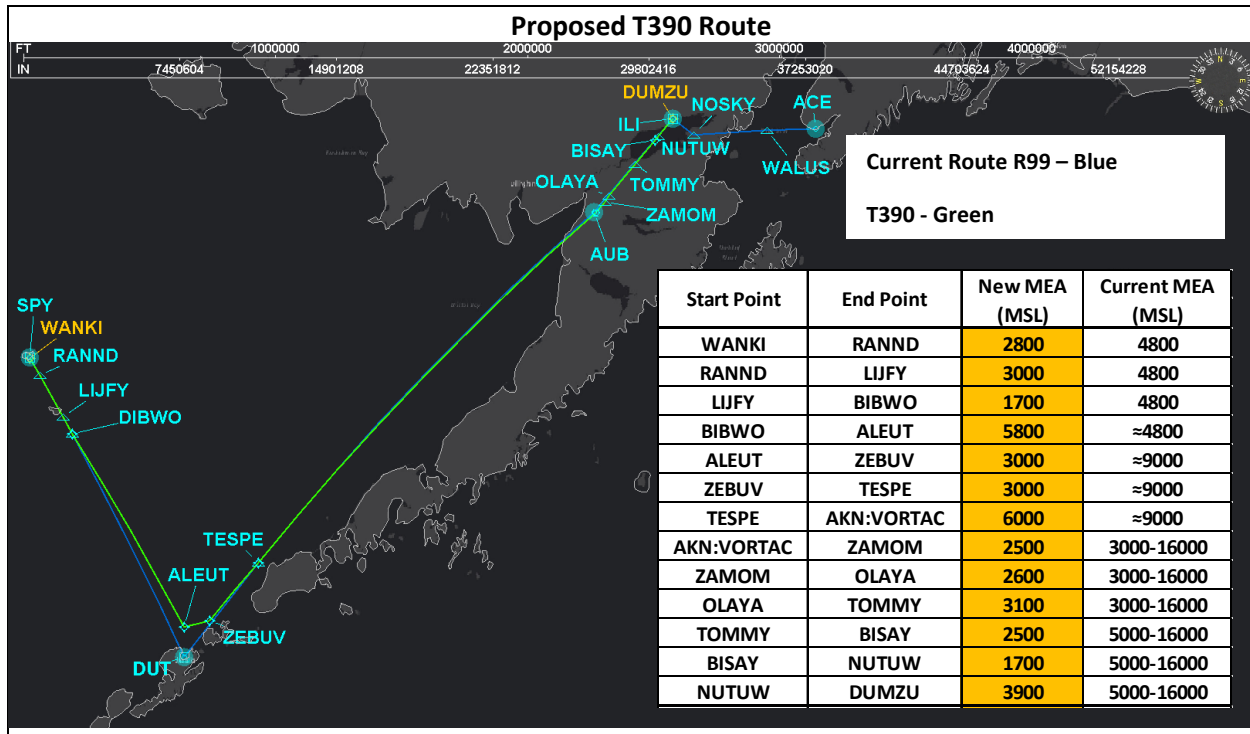 Proposed T390 Route
FT 1000000 2000000 3000000 4000000
IN 7450604 14901208 22351812 29802416 37253020 44703624 52154228
DUMZU
NOSKY
ACE
ILI
BISAY
NUTUW
WALUS
OLAYA
TOMMY
ZAMOM
AUB
SPY
WANKI
RANND
LIJFY
DIBWO
TESPE
ALEUT
ZEBUV
DUT
Current Route R99 – Blue
T390 - Green
Start Point End Point New MEA (MSL) Current MEA (MSL)
WANKI RANND 2800 4800
RANND LIJFY 3000 4800
LIJFY BIBWO 1700 4800
BIBWO ALEUT 5800 ≈4800
ALEUT ZEBUV 3000 ≈9000
ZEBUV TESPE 3000 ≈9000
TESPE AKN:VORTAC 6000 ≈9000
AKN:VORTAC ZAMOM 2500 3000-16000
ZAMOM OLAYA 2600 3000-16000
OLAYA TOMMY 3100 3000-16000
TOMMY BISAY 2500 5000-16000
BISAY NUTUW 1700 5000-16000
NUTUW DUMZU 3900 5000-16000